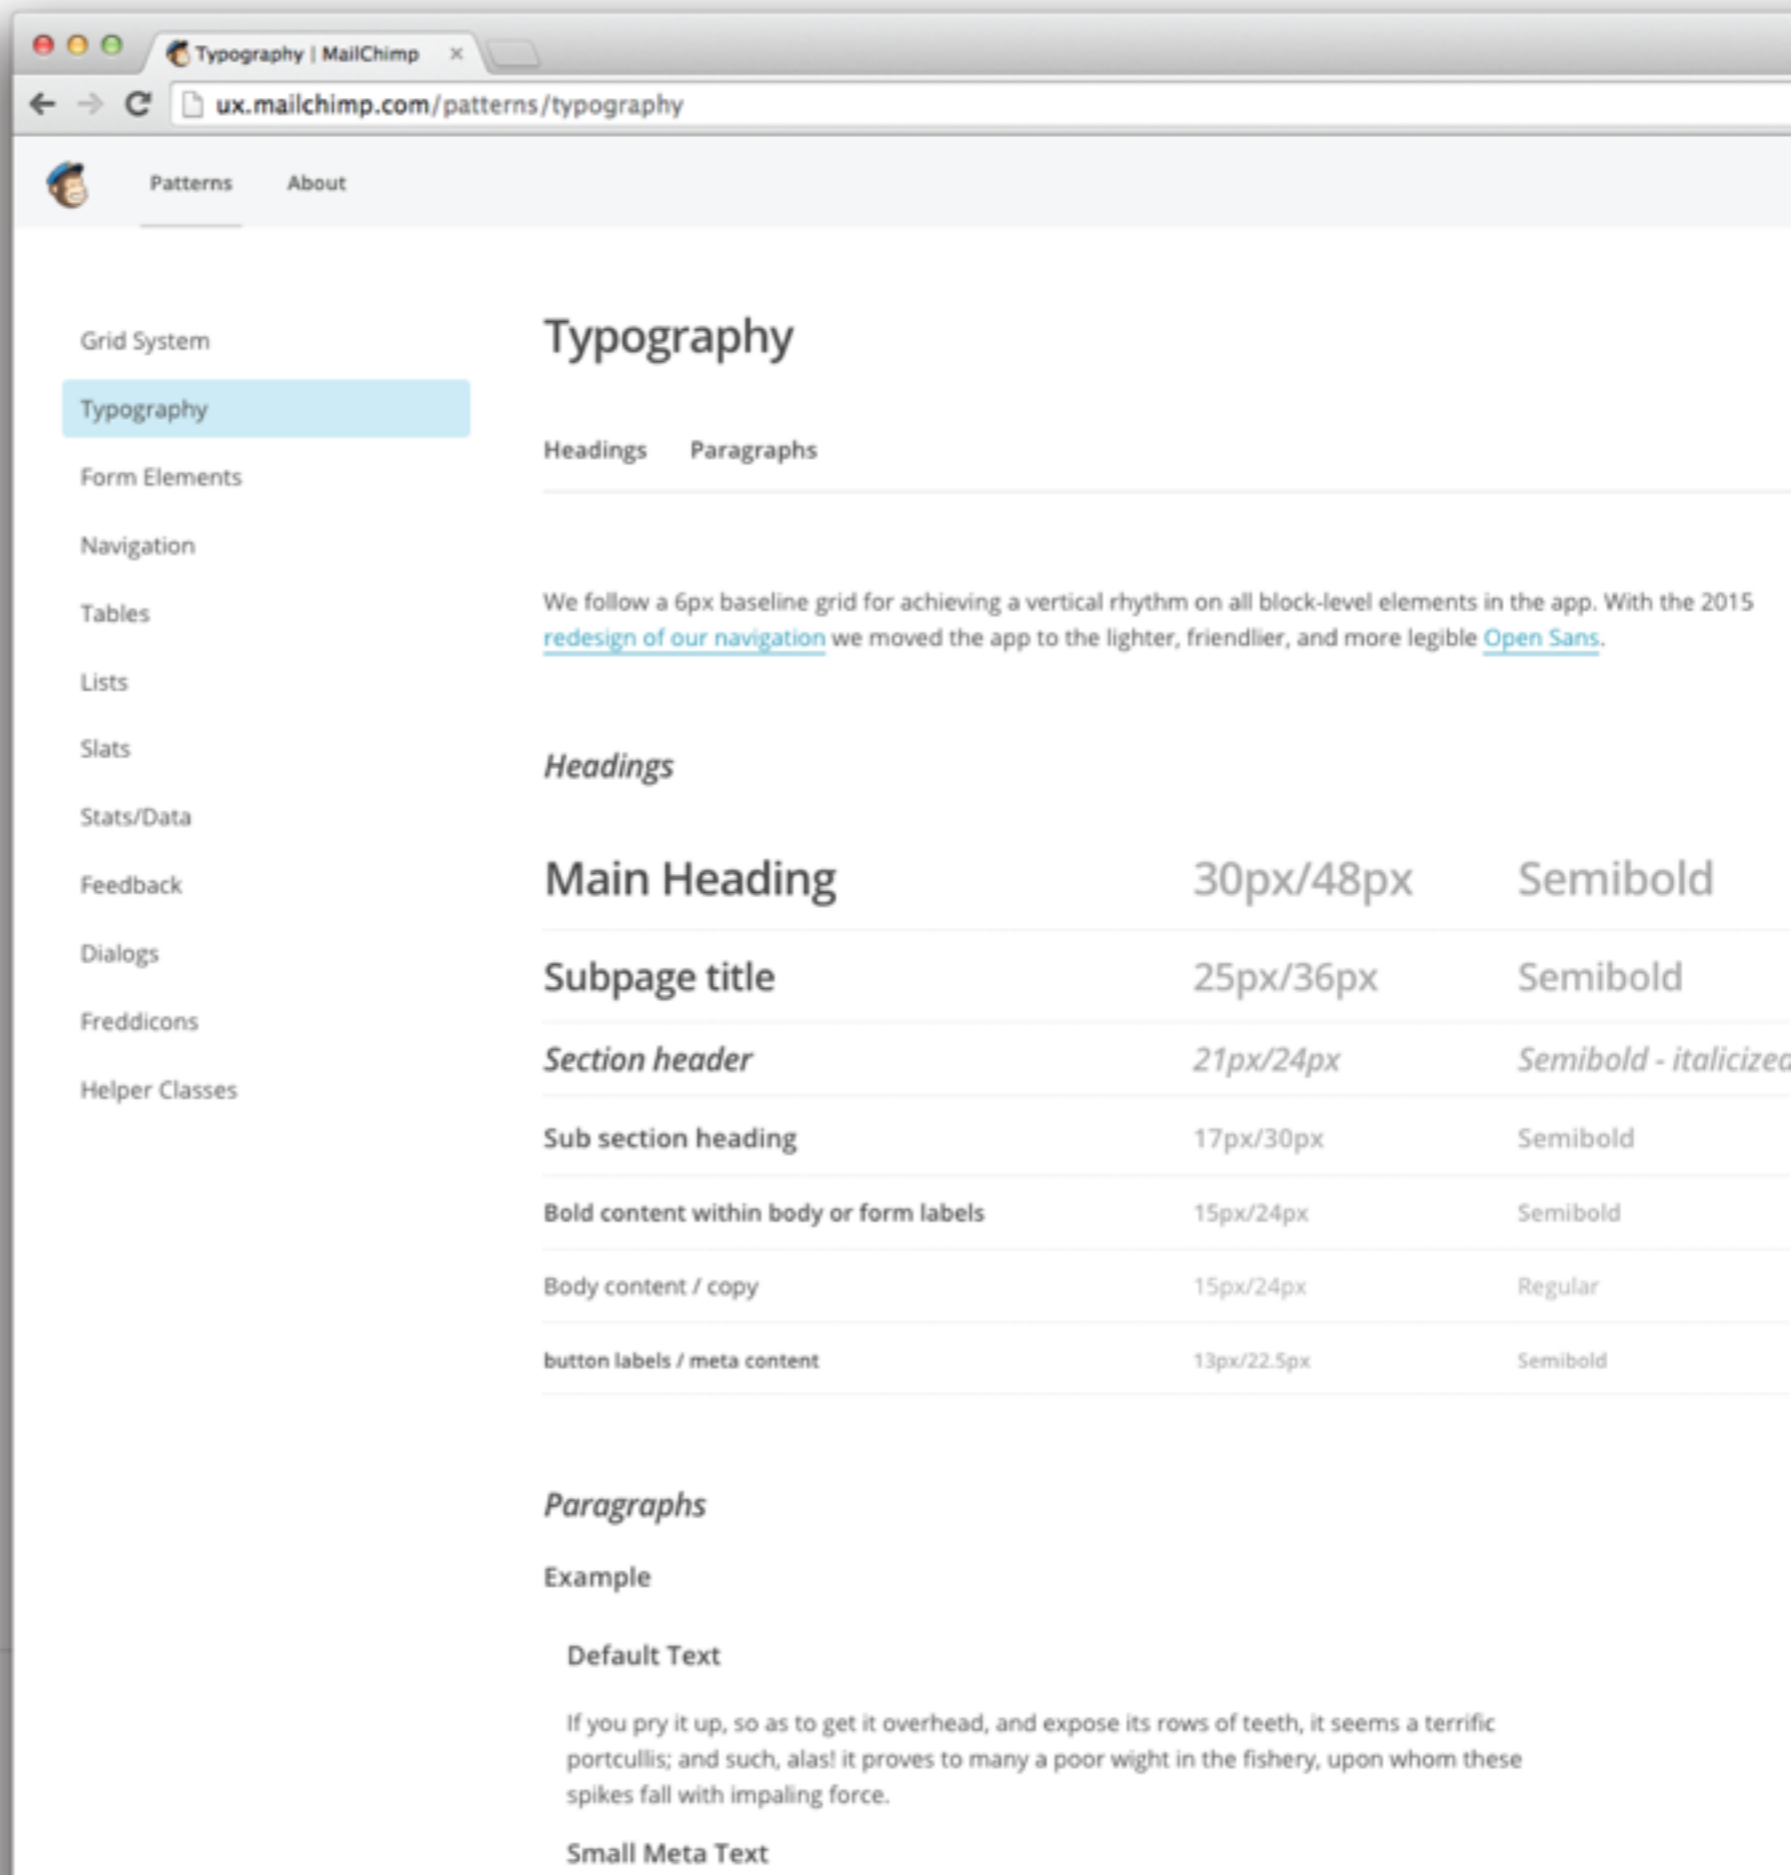 Typography | MailChimp
ux.mailchimp.com/patterns/typography
Patterns About
Grid System
Typography
Form Elements
Navigation
Tables
Lists
Slats
Stats/Data
Feedback
Dialogs
Freddicons
Helper Classes
Typography
Headings Paragraphs
We follow a 6px baseline grid for achieving a vertical rhythm on all block-level elements in the app. With the 2015
redesign of our navigation we moved the app to the lighter, friendlier, and more legible Open Sans.
Headings
Main Heading 30px/48px Semibold
Subpage title 25px/36px Semibold
Section header 21px/24px Semibold - italicized
Sub section heading 17px/30px Semibold
Bold content within body or form labels 15px/24px Semibold
Body content / copy 15px/24px Regular
button labels / meta content 13px/22.5px Semibold
Paragraphs
Example
Default Text
If you pry it up, so as to get it overhead, and expose its rows of teeth, it seems a terrific
portcullis; and such, alas! it proves to many a poor wight in the fishery, upon whom these
spikes fall with impaling force.
Small Meta Text